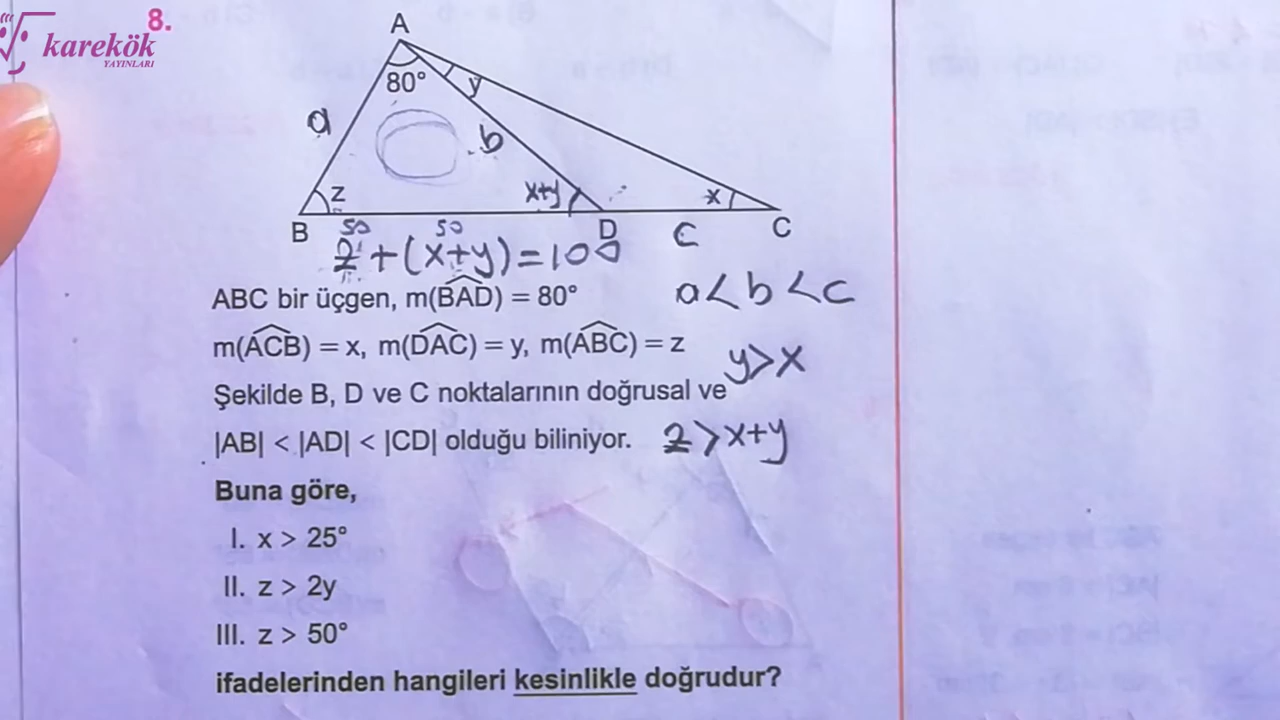 8.
karekök
YAYINLARI
A
80°
y
a
b
z
x+y
x
B
50
50
D
C
C
z+(x+y)=100
ABC bir üçgen, m(BAD) = 80°
a<b<c
m(ACB) = x, m(DAC) = y, m(ABC) = z
y>x
Şekilde B, D ve C noktalarının doğrusal ve
|AB| < |AD| < |CD| olduğu biliniyor.
z>x+y
Buna göre,
I. x > 25°
II. z > 2y
III. z > 50°
ifadelerinden hangileri kesinlikle doğrudur?